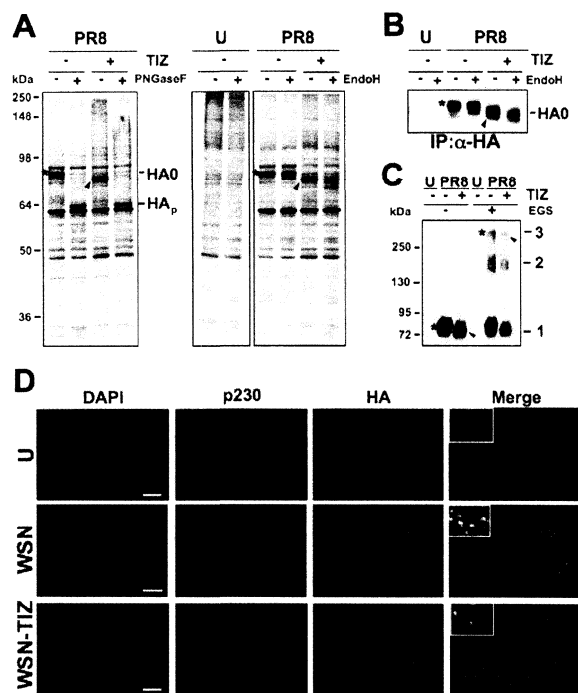 A
PR8
- + TIZ
- + - + PNGaseF
kDa
250
148
98
64
50
36
HA0
HAp
U PR8
- +
- + - + - + EndoH
B
U PR8
- + TIZ
- + - + - + EndoH
* HA0
IP:α-HA
C
U PR8 U PR8
- - + - - + TIZ
- + EGS
kDa
250
130
95
72
* 3
2
* 1
D
DAPI p230 HA Merge
U
WSN
WSN-TIZ